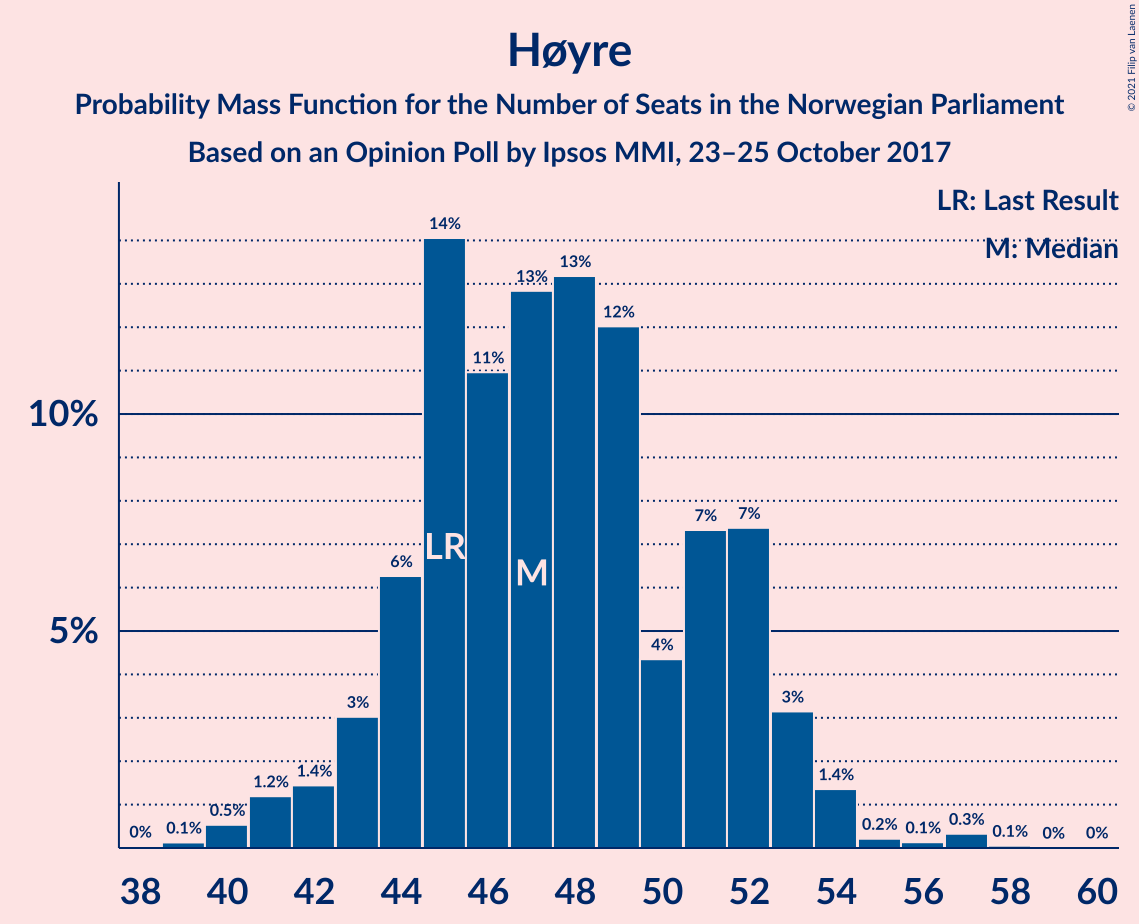 Høyre
Probability Mass Function for the Number of Seats in the Norwegian Parliament
Based on an Opinion Poll by Ipsos MMI, 23–25 October 2017
© 2021 Filip van Laenen
LR: Last Result
M: Median
10%
5%
0%
0.1%
0.5%
1.2%
1.4%
3%
6%
14%
11%
13%
13%
12%
4%
7%
7%
3%
1.4%
0.2%
0.1%
0.3%
0.1%
0%
0%
LR
M
38 40 42 44 46 48 50 52 54 56 58 60